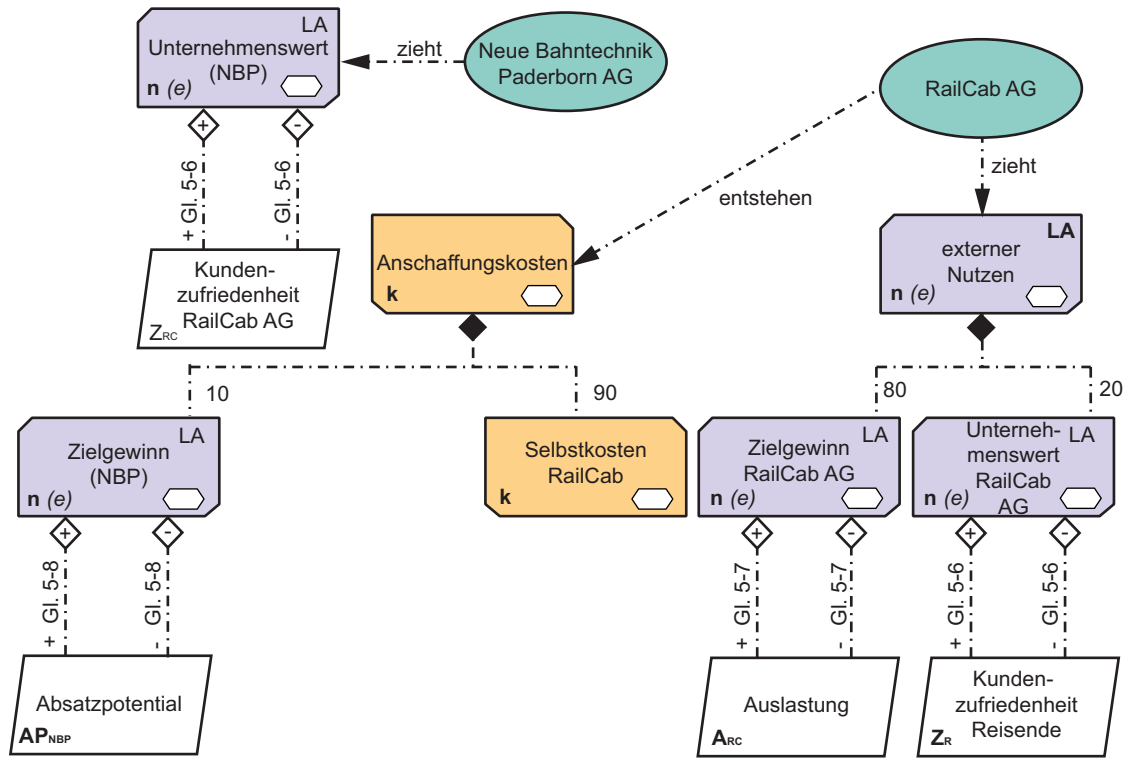 LA
Unternehmenswert
(NBP)
n (e)
zieht
Neue Bahntechnik
Paderborn AG
RailCab AG
+
-
+ Gl. 5-6
- Gl. 5-6
Kunden-
zufriedenheit
RailCab AG
ZRC
entstehen
zieht
Anschaffungskosten
k
LA
externer
Nutzen
n (e)
10
90
80
20
LA
Zielgewinn
(NBP)
n (e)
Selbstkosten
RailCab
k
LA
Zielgewinn
RailCab AG
n (e)
Unterneh-
LA
menswert
RailCab
AG
n (e)
+
-
+
-
+
-
+ Gl. 5-8
- Gl. 5-8
+ Gl. 5-7
- Gl. 5-7
+ Gl. 5-6
- Gl. 5-6
Absatzpotential
APNBP
Auslastung
ARC
Kunden-
zufriedenheit
Reisende
ZR